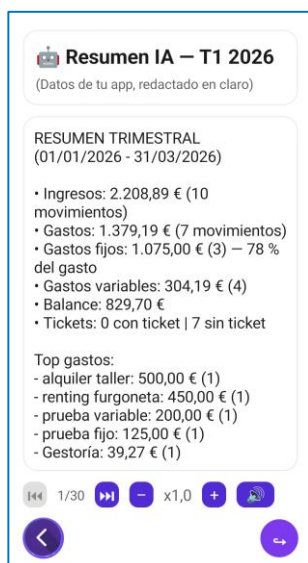 Resumen IA — T1 2026
(Datos de tu app, redactado en claro)
RESUMEN TRIMESTRAL
(01/01/2026 - 31/03/2026)
• Ingresos: 2.208,89 € (10
movimientos)
• Gastos: 1.379,19 € (7 movimientos)
• Gastos fijos: 1.075,00 € (3) — 78 %
del gasto
• Gastos variables: 304,19 € (4)
• Balance: 829,70 €
• Tickets: 0 con ticket | 7 sin ticket
Top gastos:
- alquiler taller: 500,00 € (1)
- renting furgoneta: 450,00 € (1)
- prueba variable: 200,00 € (1)
- prueba fijo: 125,00 € (1)
- Gestoría: 39,27 € (1)
1/30 − x1,0 +